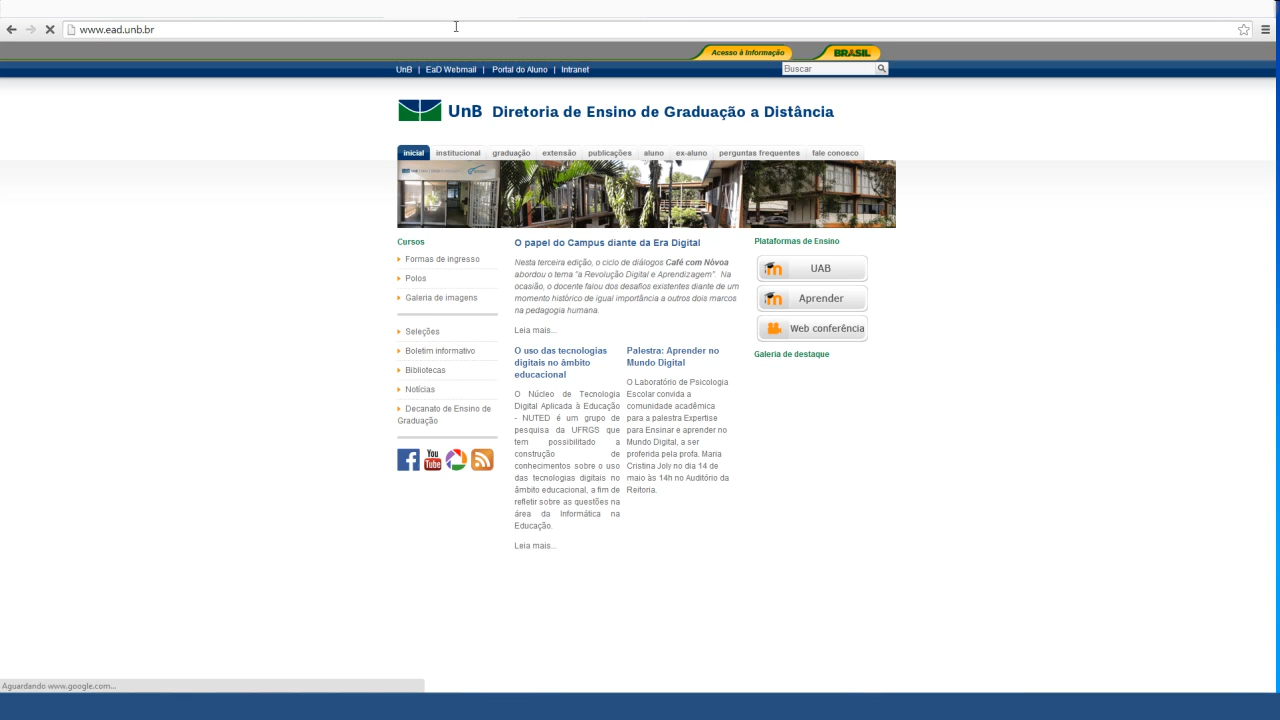 www.ead.unb.br
Acesso à Informação
BRASIL
UnB | EaD Webmail | Portal do Aluno | Intranet
Buscar
UnB Diretoria de Ensino de Graduação a Distância
inicial institucional graduação extensão publicações aluno ex-aluno perguntas frequentes fale conosco
Cursos
Formas de ingresso
Polos
Galeria de imagens
Seleções
Boletim informativo
Bibliotecas
Notícias
Decanato de Ensino de
Graduação
You
Tube
O papel do Campus diante da Era Digital
Nesta terceira edição, o ciclo de diálogos Café com Nóvoa
abordou o tema "a Revolução Digital e Aprendizagem". Na
ocasião, o docente falou dos desafios existentes diante de um
momento histórico de igual importância a outros dois marcos
na pedagogia humana.
Leia mais...
O uso das tecnologias
digitais no âmbito
educacional
O Núcleo de Tecnologia
Digital Aplicada à Educação
- NUTED é um grupo de
pesquisa da UFRGS que
tem possibilitado a
construção de
conhecimentos sobre o uso
das tecnologias digitais no
âmbito educacional, a fim de
refletir sobre as questões na
área da Informática na
Educação.
Leia mais...
Palestra: Aprender no
Mundo Digital
O Laboratório de Psicologia
Escolar convida a
comunidade acadêmica
para a palestra Expertise
para Ensinar e aprender no
Mundo Digital, a ser
proferida pela profa. Maria
Cristina Joly no dia 14 de
maio às 14h no Auditório da
Reitoria.
Plataformas de Ensino
UAB
Aprender
Web conferência
Galeria de destaque
Aguardando www.google.com...